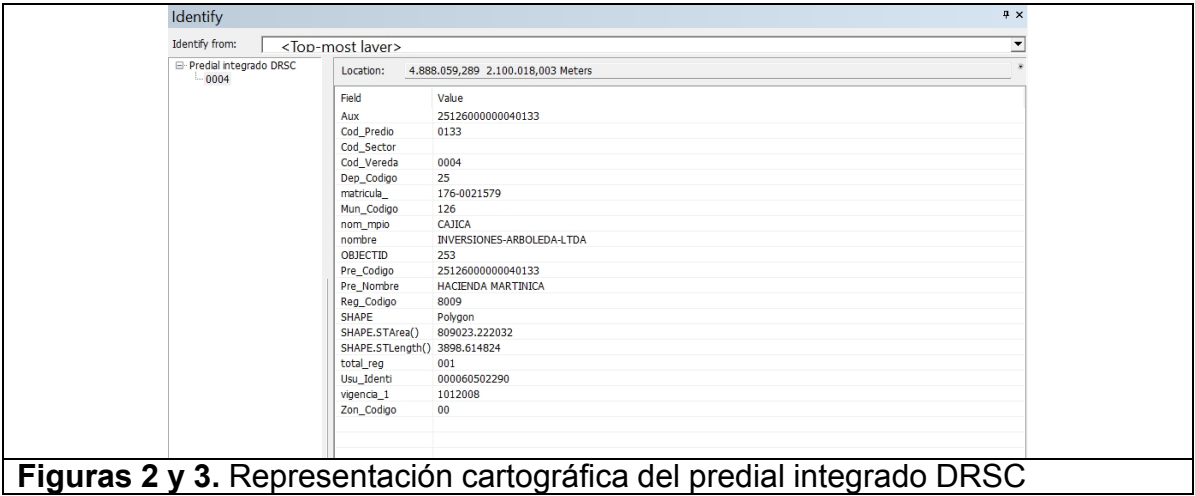 Identify
Identify from: <Top-most layer>
Predial integrado DRSC
0004
Location: 4.888.059,289 2.100.018,003 Meters
Field Value
Aux 25126000000040133
Cod_Predio 0133
Cod_Sector
Cod_Vereda 0004
Dep_Codigo 25
matricula_ 176-0021579
Mun_Codigo 126
nom_mpio CAJICA
nombre INVERSIONES-ARBOLEDA-LTDA
OBJECTID 253
Pre_Codigo 25126000000040133
Pre_Nombre HACIENDA MARTINICA
Reg_Codigo 8009
SHAPE Polygon
SHAPE.STArea() 809023.222032
SHAPE.STLength() 3898.614824
total_reg 001
Usu_Identi 000060502290
vigencia_1 1012008
Zon_Codigo 00
Figuras 2 y 3. Representación cartográfica del predial integrado DRSC